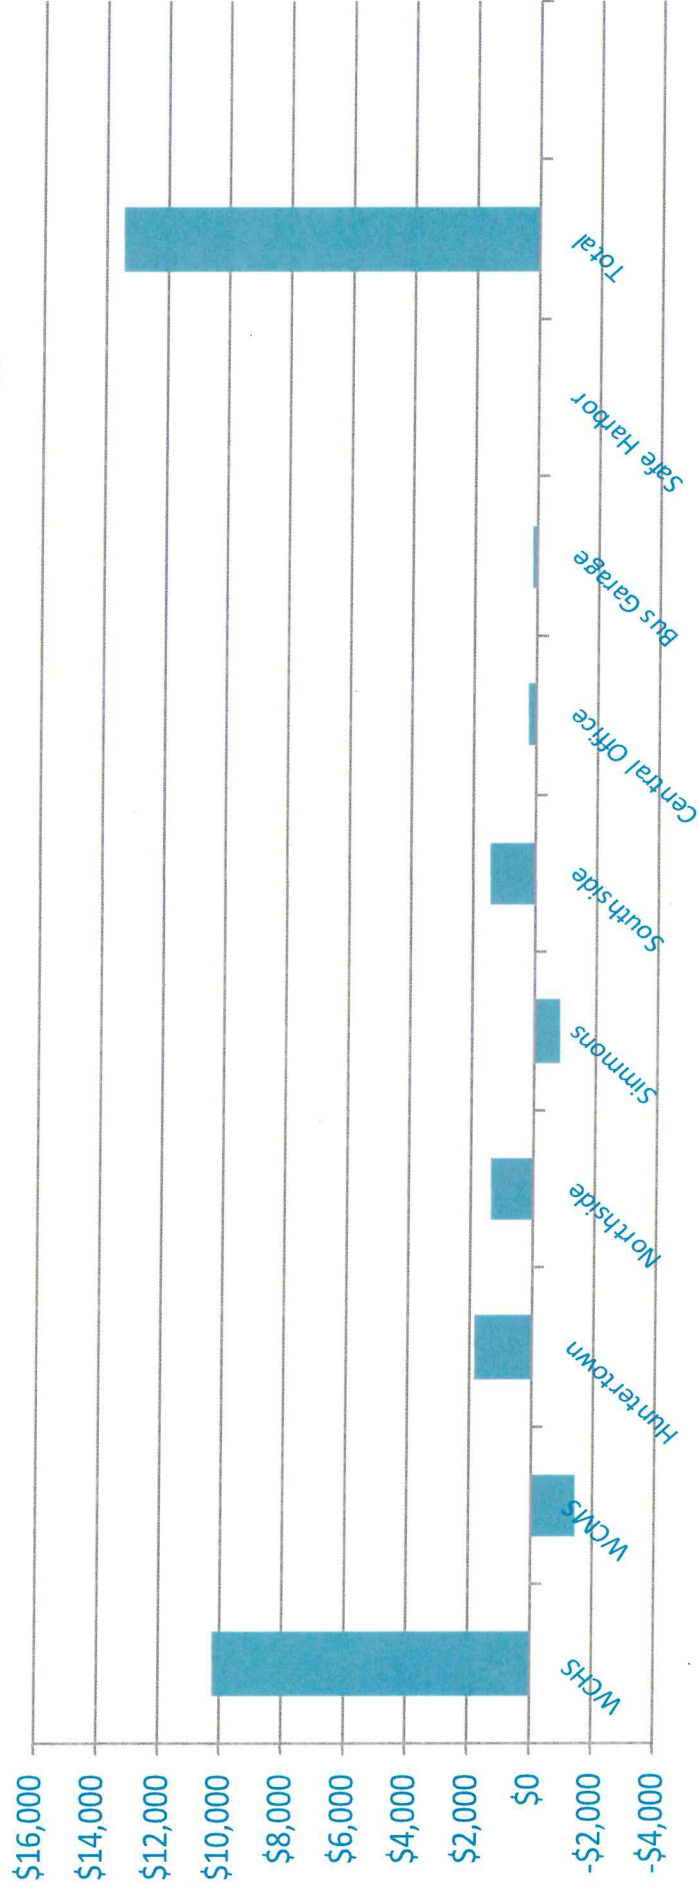 $16,000
$14,000
$12,000
$10,000
$8,000
$6,000
$4,000
$2,000
$0
-$2,000
-$4,000
WCHS
WCMS
Huntertown
Northside
Simmons
Southside
Central Office
Bus Garage
Safe Harbor
Total